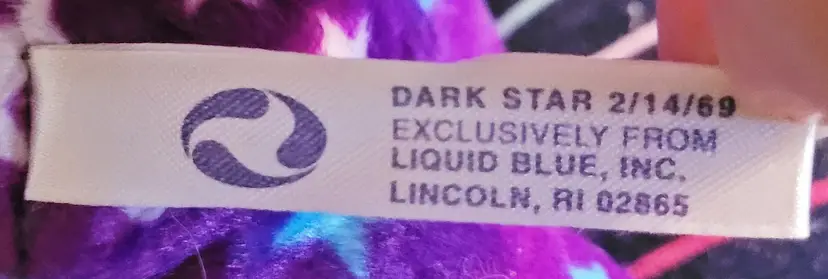 DARK STAR 2/14/69
EXCLUSIVELY FROM
LIQUID BLUE, INC.
LINCOLN, RI 02865